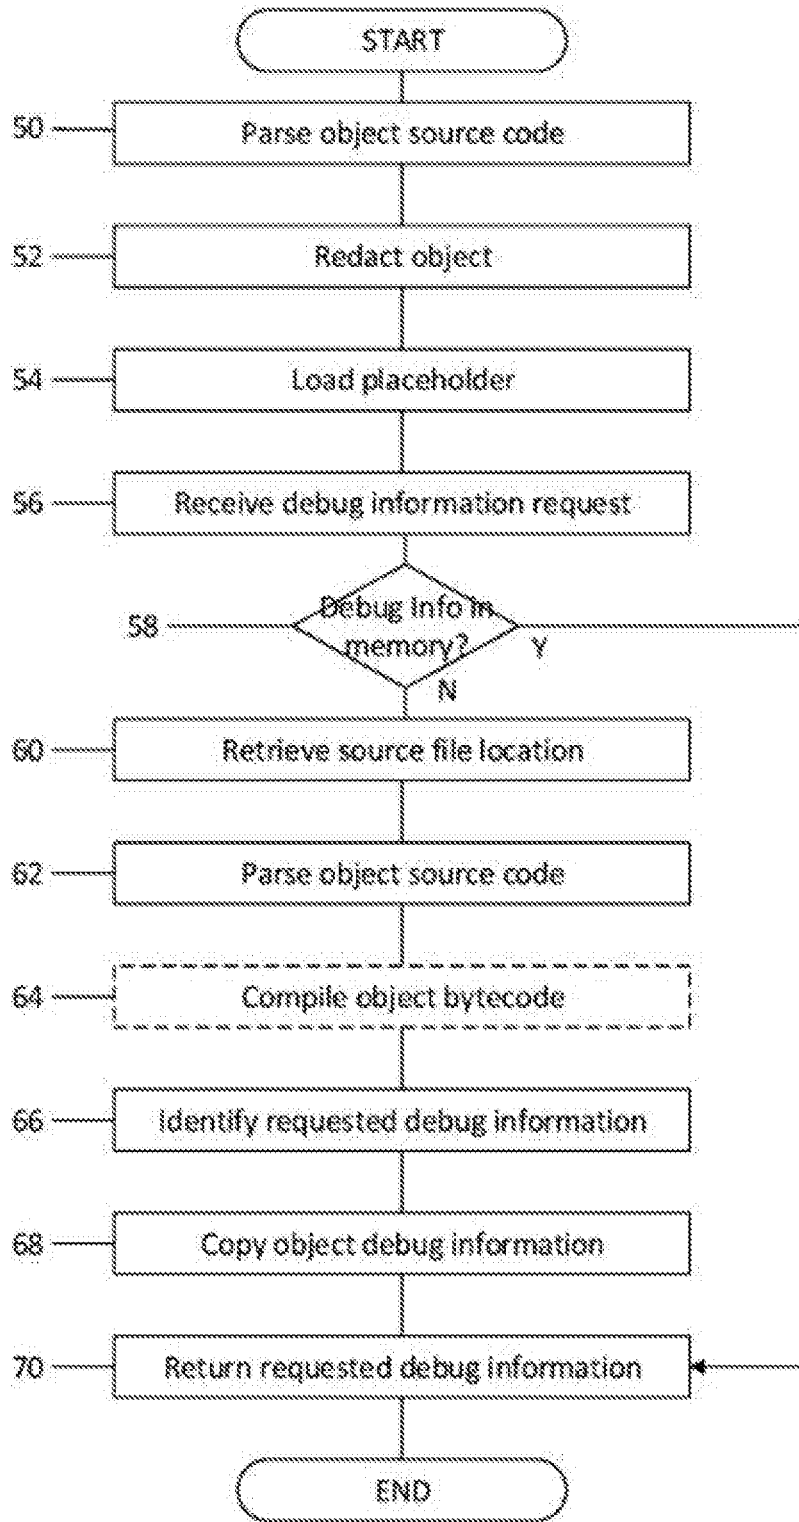 START
50
Parse object source code
52
Redact object
54
Load placeholder
56
Receive debug information request
58
Debug info in
memory?
Y
N
60
Retrieve source file location
62
Parse object source code
64
Compile object bytecode
66
Identify requested debug information
68
Copy object debug information
70
Return requested debug information
END